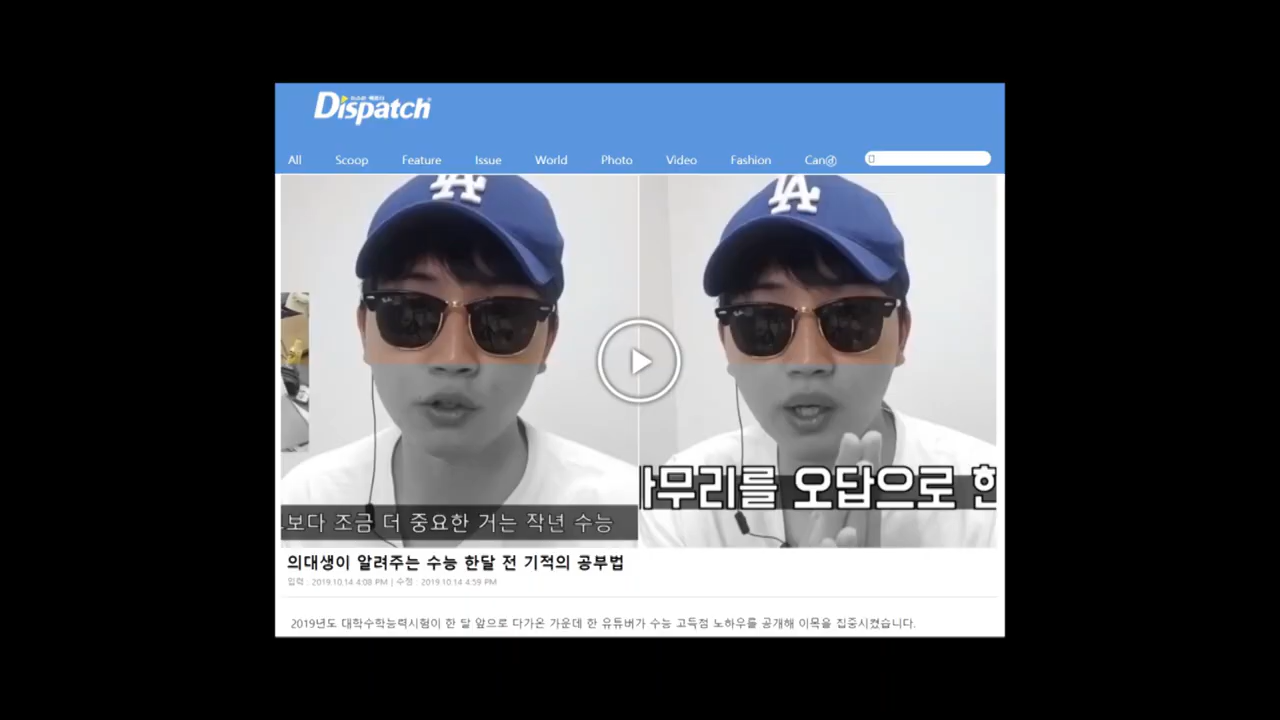 Dispatch
All Scoop Feature Issue World Photo Video Fashion Can@
LA LA
보다 조금 더 중요한 거는 작년 수능
마무리를 오답으로 한
의대생이 알려주는 수능 한달 전 기적의 공부법
입력 : 2019.10.14 4:08 PM | 수정 : 2019.10.14 4:59 PM
2019년도 대학수학능력시험이 한 달 앞으로 다가온 가운데 한 유튜버가 수능 고득점 노하우를 공개해 이목을 집중시켰습니다.